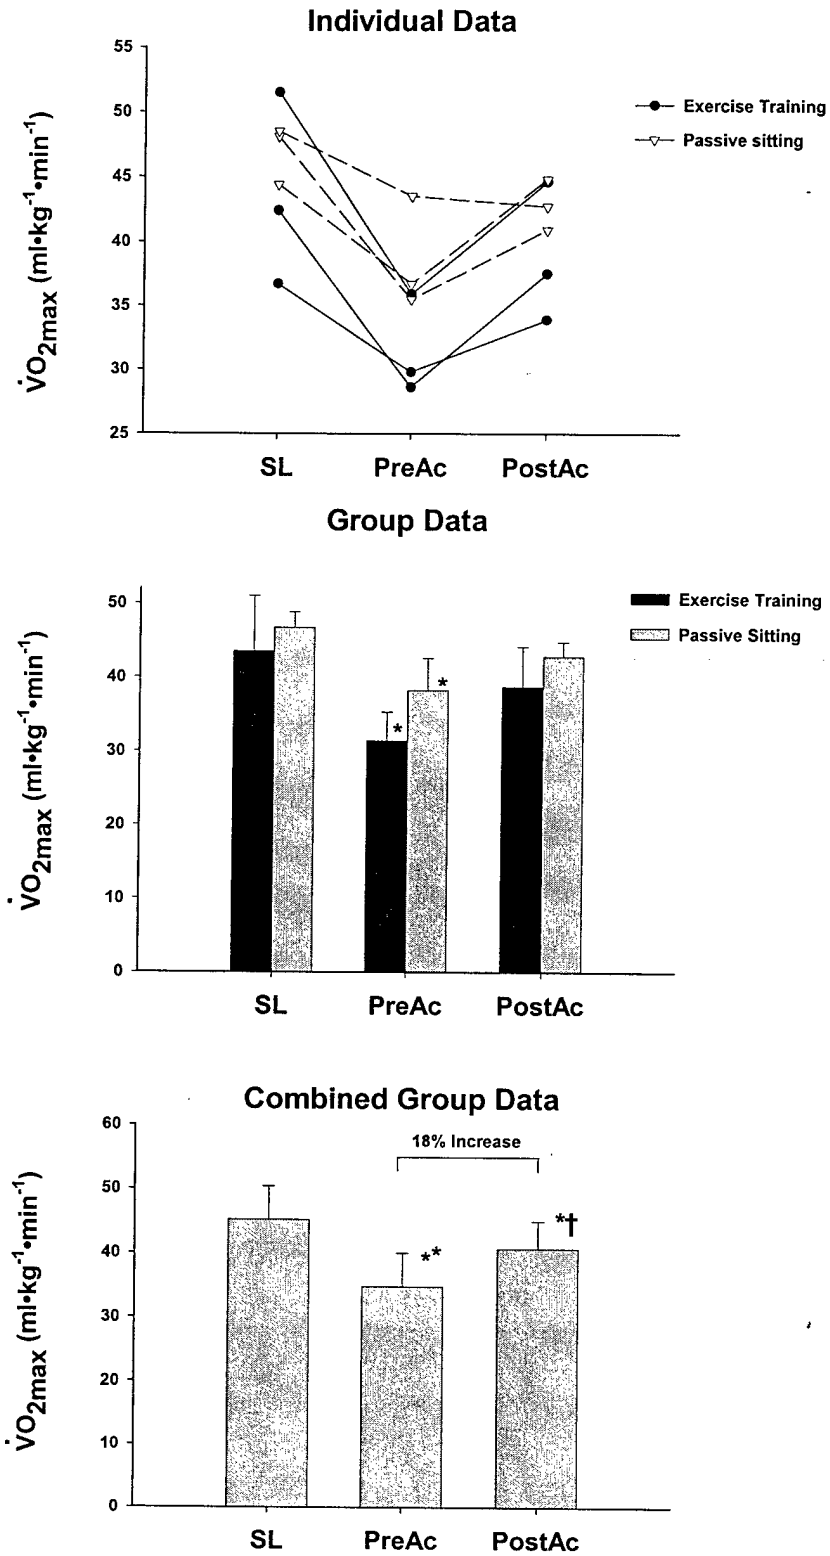 Individual Data
55
50
45
40
35
30
25
V̇O2max (ml•kg-1•min-1)
Exercise Training
Passive sitting
SL PreAc PostAc
Group Data
50
40
30
20
10
0
V̇O2max (ml•kg-1•min-1)
Exercise Training
Passive Sitting
*
*
SL PreAc PostAc
Combined Group Data
60
50
40
30
20
10
0
V̇O2max (ml•kg-1•min-1)
18% Increase
**
*†
SL PreAc PostAc